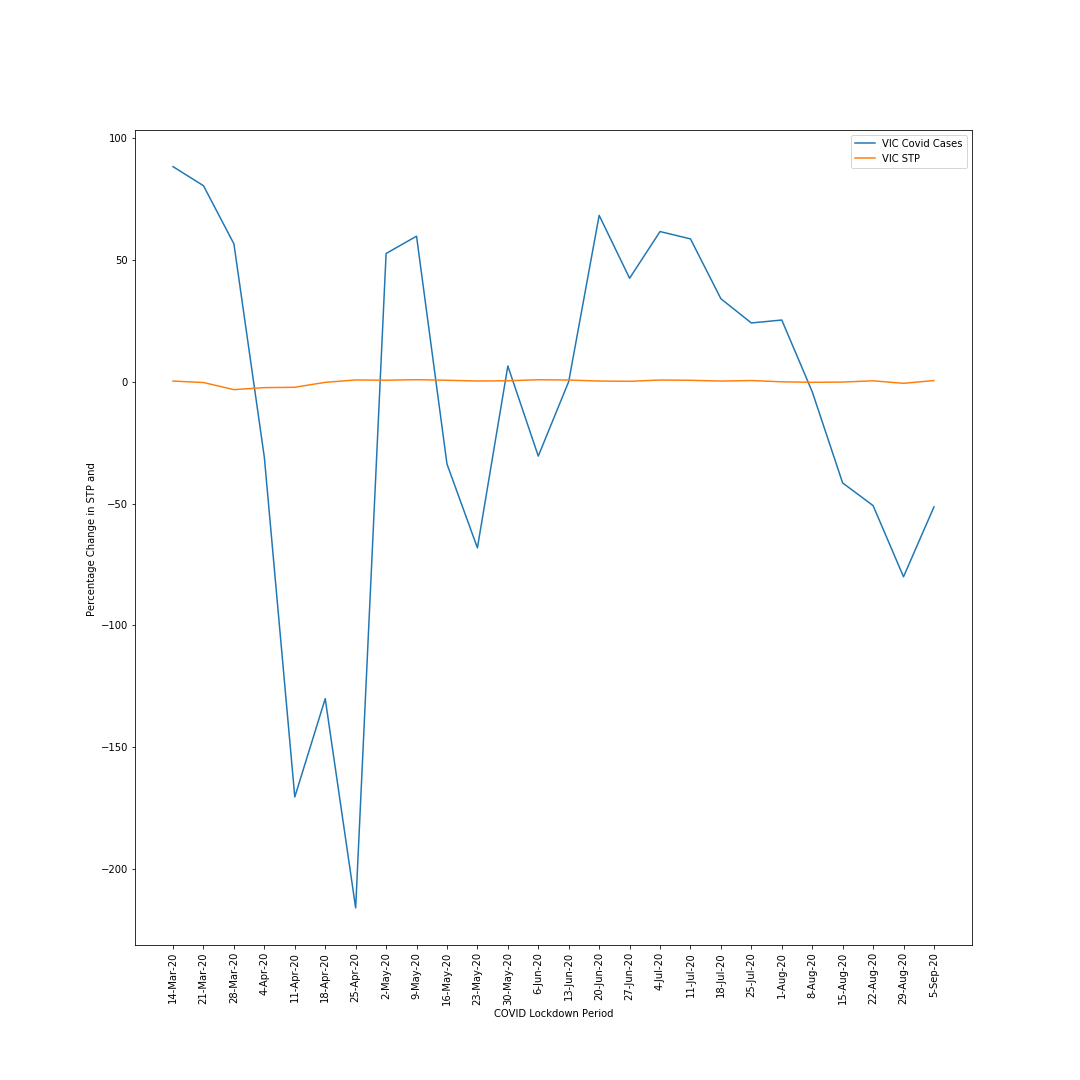 VIC Covid Cases
VIC STP
100
50
0
−50
−100
−150
−200
Percentage Change in STP and
14-Mar-20
21-Mar-20
28-Mar-20
4-Apr-20
11-Apr-20
18-Apr-20
25-Apr-20
2-May-20
9-May-20
16-May-20
23-May-20
30-May-20
6-Jun-20
13-Jun-20
20-Jun-20
27-Jun-20
4-Jul-20
11-Jul-20
18-Jul-20
25-Jul-20
1-Aug-20
8-Aug-20
15-Aug-20
22-Aug-20
29-Aug-20
5-Sep-20
COVID Lockdown Period